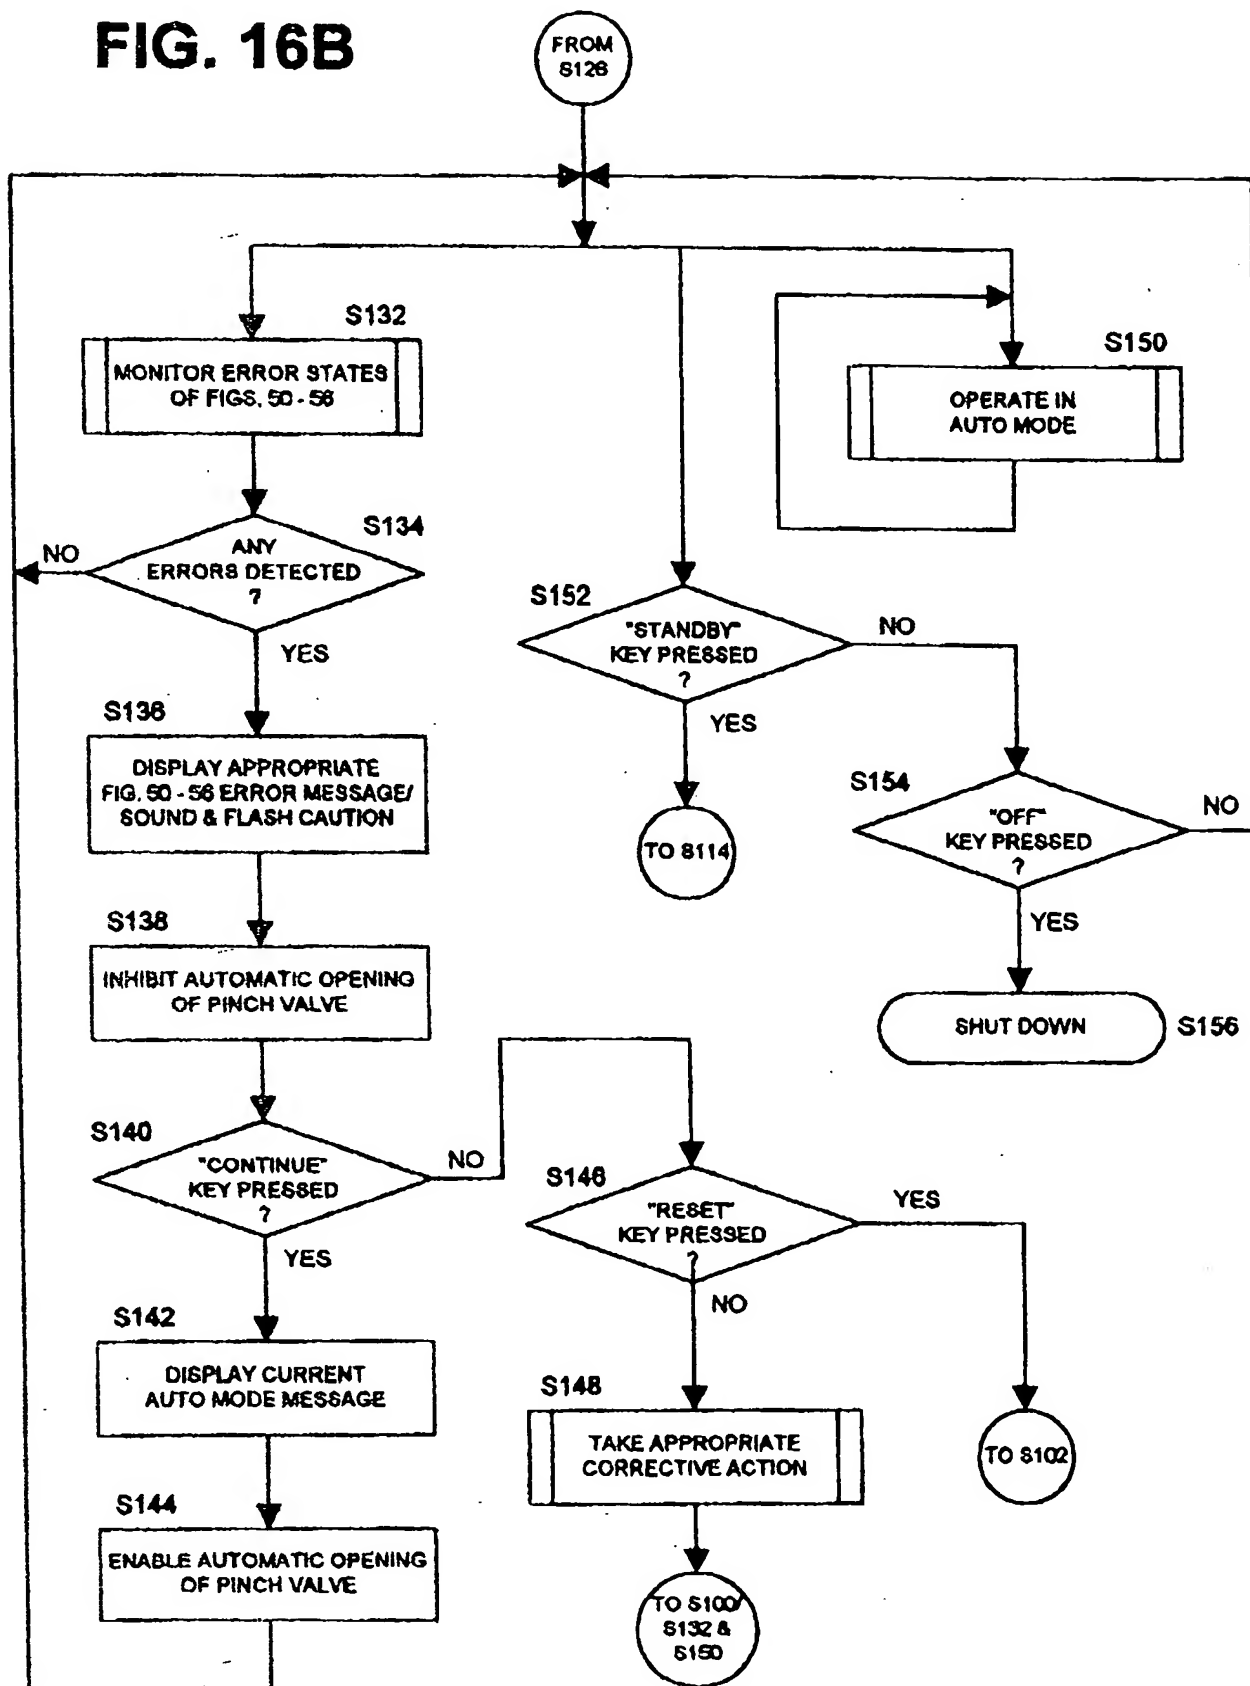 FIG. 16B
FROM
S126
S132
MONITOR ERROR STATES
OF FIGS. 50 - 56
S150
OPERATE IN
AUTO MODE
S134
NO
ANY
ERRORS DETECTED
?
YES
S152
"STANDBY"
KEY PRESSED
?
NO
YES
S136
DISPLAY APPROPRIATE
FIG. 50 - 56 ERROR MESSAGE/
SOUND & FLASH CAUTION
TO S114
S154
"OFF"
KEY PRESSED
?
NO
YES
S138
INHIBIT AUTOMATIC OPENING
OF PINCH VALVE
SHUT DOWN
S156
S140
"CONTINUE"
KEY PRESSED
?
NO
YES
S146
"RESET"
KEY PRESSED
?
YES
NO
S142
DISPLAY CURRENT
AUTO MODE MESSAGE
S148
TAKE APPROPRIATE
CORRECTIVE ACTION
TO S102
S144
ENABLE AUTOMATIC OPENING
OF PINCH VALVE
TO S100/
S132 &
S150